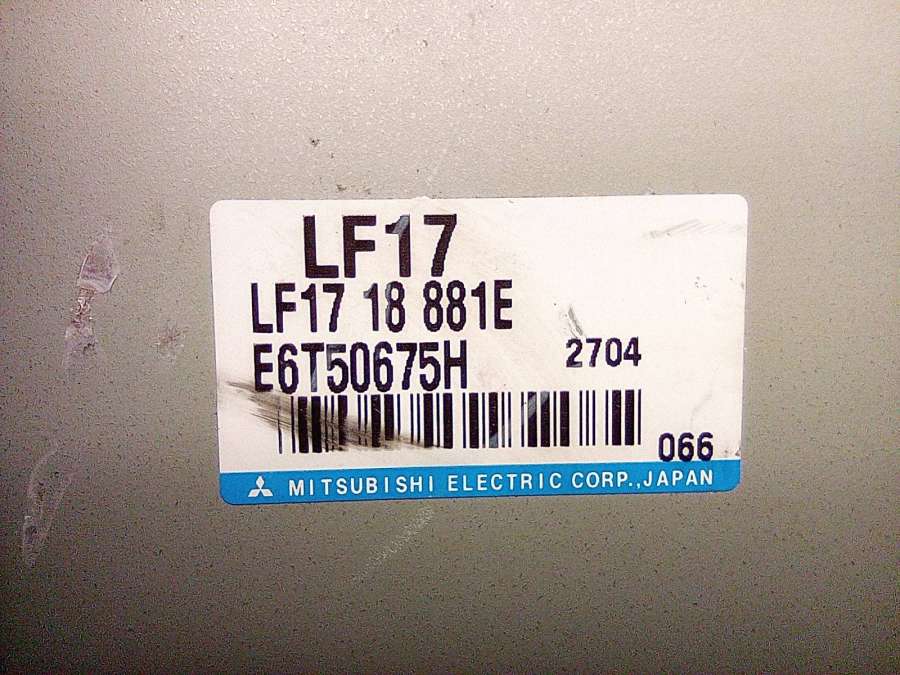 LF17
LF17 18 881E
E6T50675H 2704
066
MITSUBISHI ELECTRIC CORP.,JAPAN